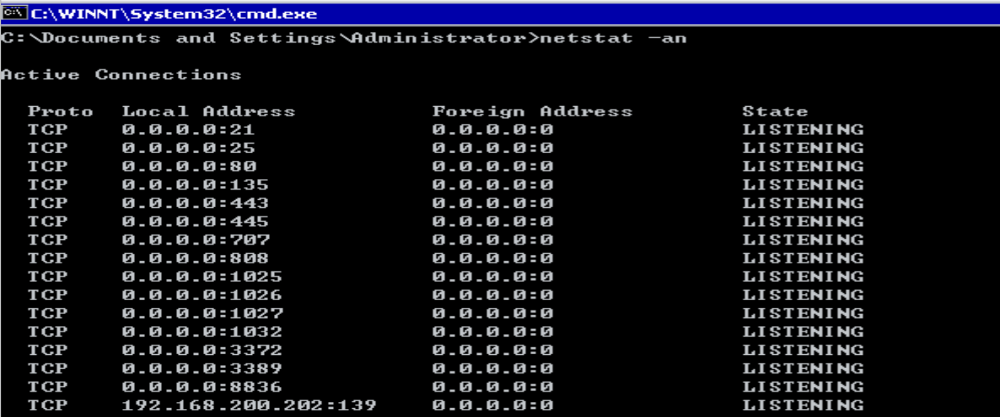 C:\WINNT\System32\cmd.exe
C:\Documents and Settings\Administrator>netstat -an
Active Connections
Proto Local Address Foreign Address State
TCP 0.0.0.0:21 0.0.0.0:0 LISTENING
TCP 0.0.0.0:25 0.0.0.0:0 LISTENING
TCP 0.0.0.0:80 0.0.0.0:0 LISTENING
TCP 0.0.0.0:135 0.0.0.0:0 LISTENING
TCP 0.0.0.0:443 0.0.0.0:0 LISTENING
TCP 0.0.0.0:445 0.0.0.0:0 LISTENING
TCP 0.0.0.0:707 0.0.0.0:0 LISTENING
TCP 0.0.0.0:808 0.0.0.0:0 LISTENING
TCP 0.0.0.0:1025 0.0.0.0:0 LISTENING
TCP 0.0.0.0:1026 0.0.0.0:0 LISTENING
TCP 0.0.0.0:1027 0.0.0.0:0 LISTENING
TCP 0.0.0.0:1032 0.0.0.0:0 LISTENING
TCP 0.0.0.0:3372 0.0.0.0:0 LISTENING
TCP 0.0.0.0:3389 0.0.0.0:0 LISTENING
TCP 0.0.0.0:8836 0.0.0.0:0 LISTENING
TCP 192.168.200.202:139 0.0.0.0:0 LISTENING